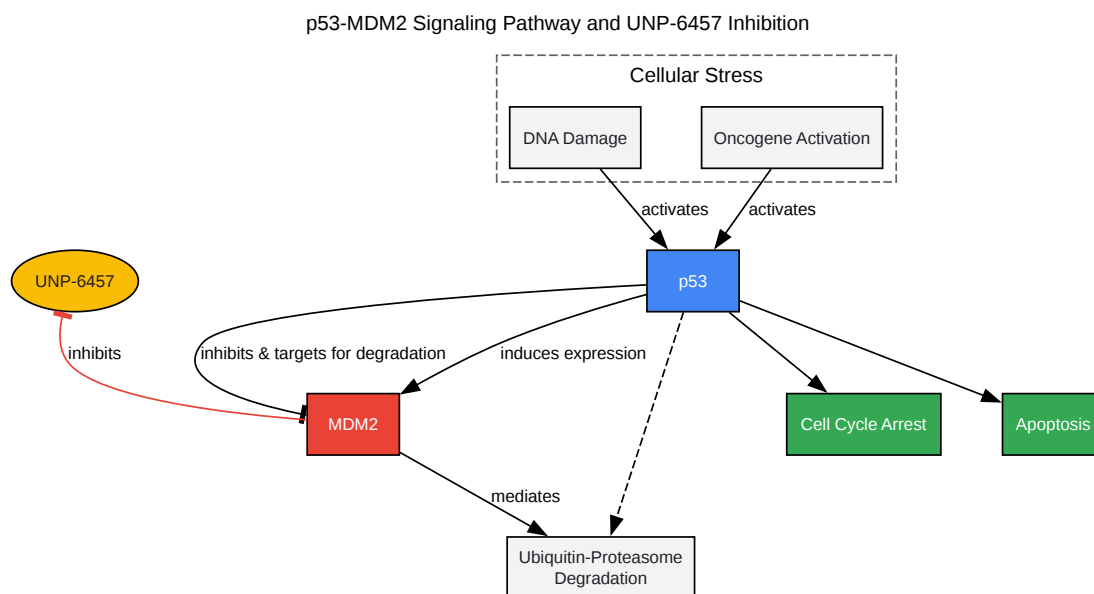 p53-MDM2 Signaling Pathway and UNP-6457 Inhibition
Cellular Stress
DNA Damage
Oncogene Activation
activates
activates
UNP-6457
p53
inhibits
inhibits & targets for degradation
induces expression
MDM2
Cell Cycle Arrest
Apoptosis
mediates
Ubiquitin-Proteasome
Degradation